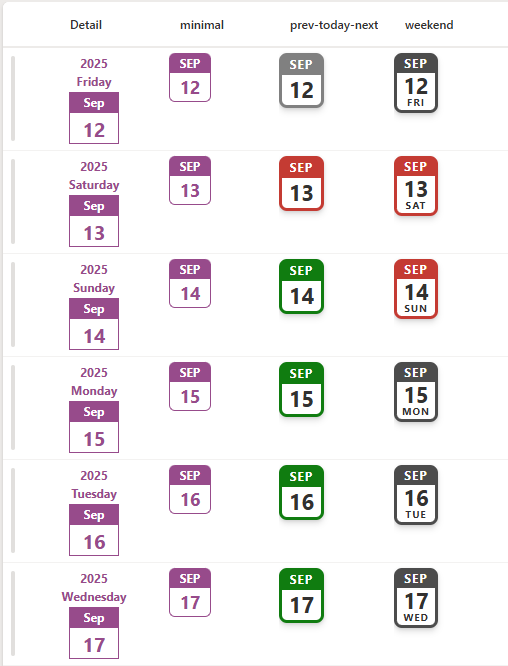 Detail minimal prev-today-next weekend
2025
Friday
Sep
12
SEP
12
SEP
12
SEP
12
FRI
2025
Saturday
Sep
13
SEP
13
SEP
13
SEP
13
SAT
2025
Sunday
Sep
14
SEP
14
SEP
14
SEP
14
SUN
2025
Monday
Sep
15
SEP
15
SEP
15
SEP
15
MON
2025
Tuesday
Sep
16
SEP
16
SEP
16
SEP
16
TUE
2025
Wednesday
Sep
17
SEP
17
SEP
17
SEP
17
WED